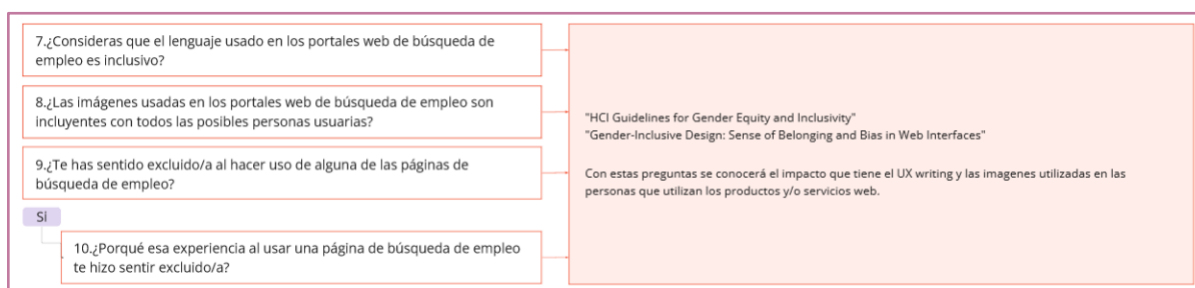 7.¿Consideras que el lenguaje usado en los portales web de búsqueda de
empleo es inclusivo?
8.¿Las imágenes usadas en los portales web de búsqueda de empleo son
incluyentes con todos las posibles personas usuarias?
9.¿Te has sentido excluido/a al hacer uso de alguna de las páginas de
búsqueda de empleo?
Si
10.¿Porqué esa experiencia al usar una página de búsqueda de empleo
te hizo sentir excluido/a?
"HCI Guidelines for Gender Equity and Inclusivity"
"Gender-Inclusive Design: Sense of Belonging and Bias in Web Interfaces"
Con estas preguntas se conocerá el impacto que tiene el UX writing y las imagenes utilizadas en las
personas que utilizan los productos y/o servicios web.